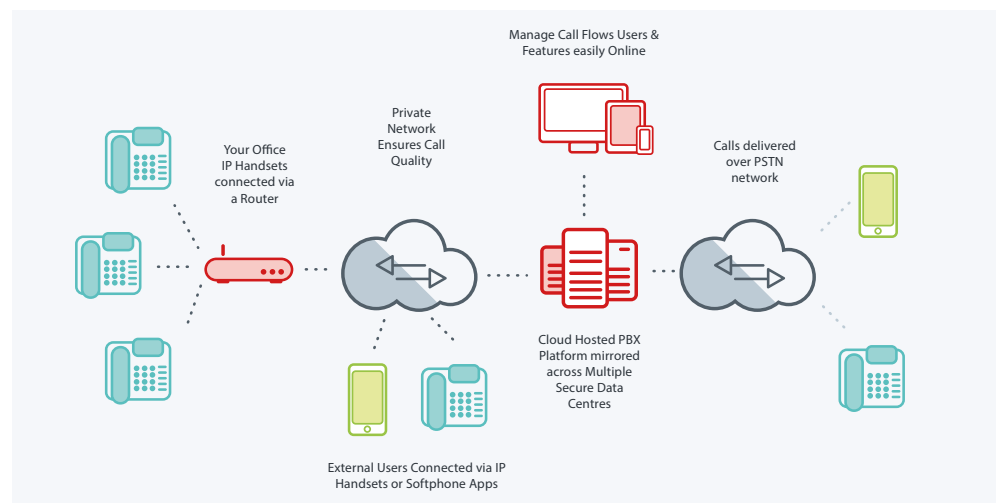 Manage Call Flows Users &
Features easily Online
Private
Network
Ensures Call
Quality
Your Office
IP Handsets
connected via
a Router
Calls delivered
over PSTN
network
Cloud Hosted PBX
Platform mirrored
across Multiple
Secure Data
Centres
External Users Connected via IP
Handsets or Softphone Apps